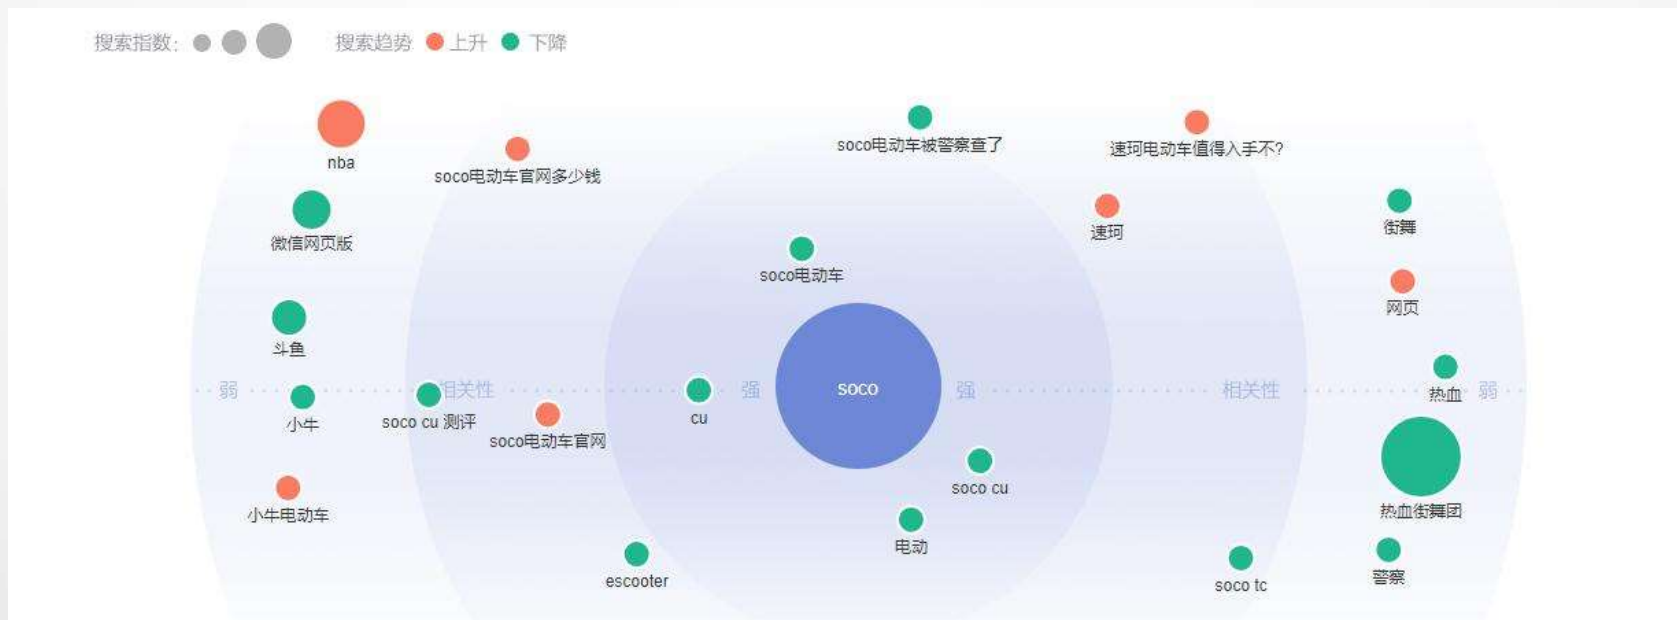 搜索指数：
搜索趋势 上升 下降
nba
soco电动车官网多少钱
soco电动车被警察查了
速珂电动车值得入手不?
微信网页版
速珂
街舞
soco电动车
网页
斗鱼
弱 相关性 强 soco 强 相关性 弱
热血
小牛
soco cu 测评
soco电动车官网
cu
soco cu
小牛电动车
热血街舞团
电动
escooter
soco tc
警察